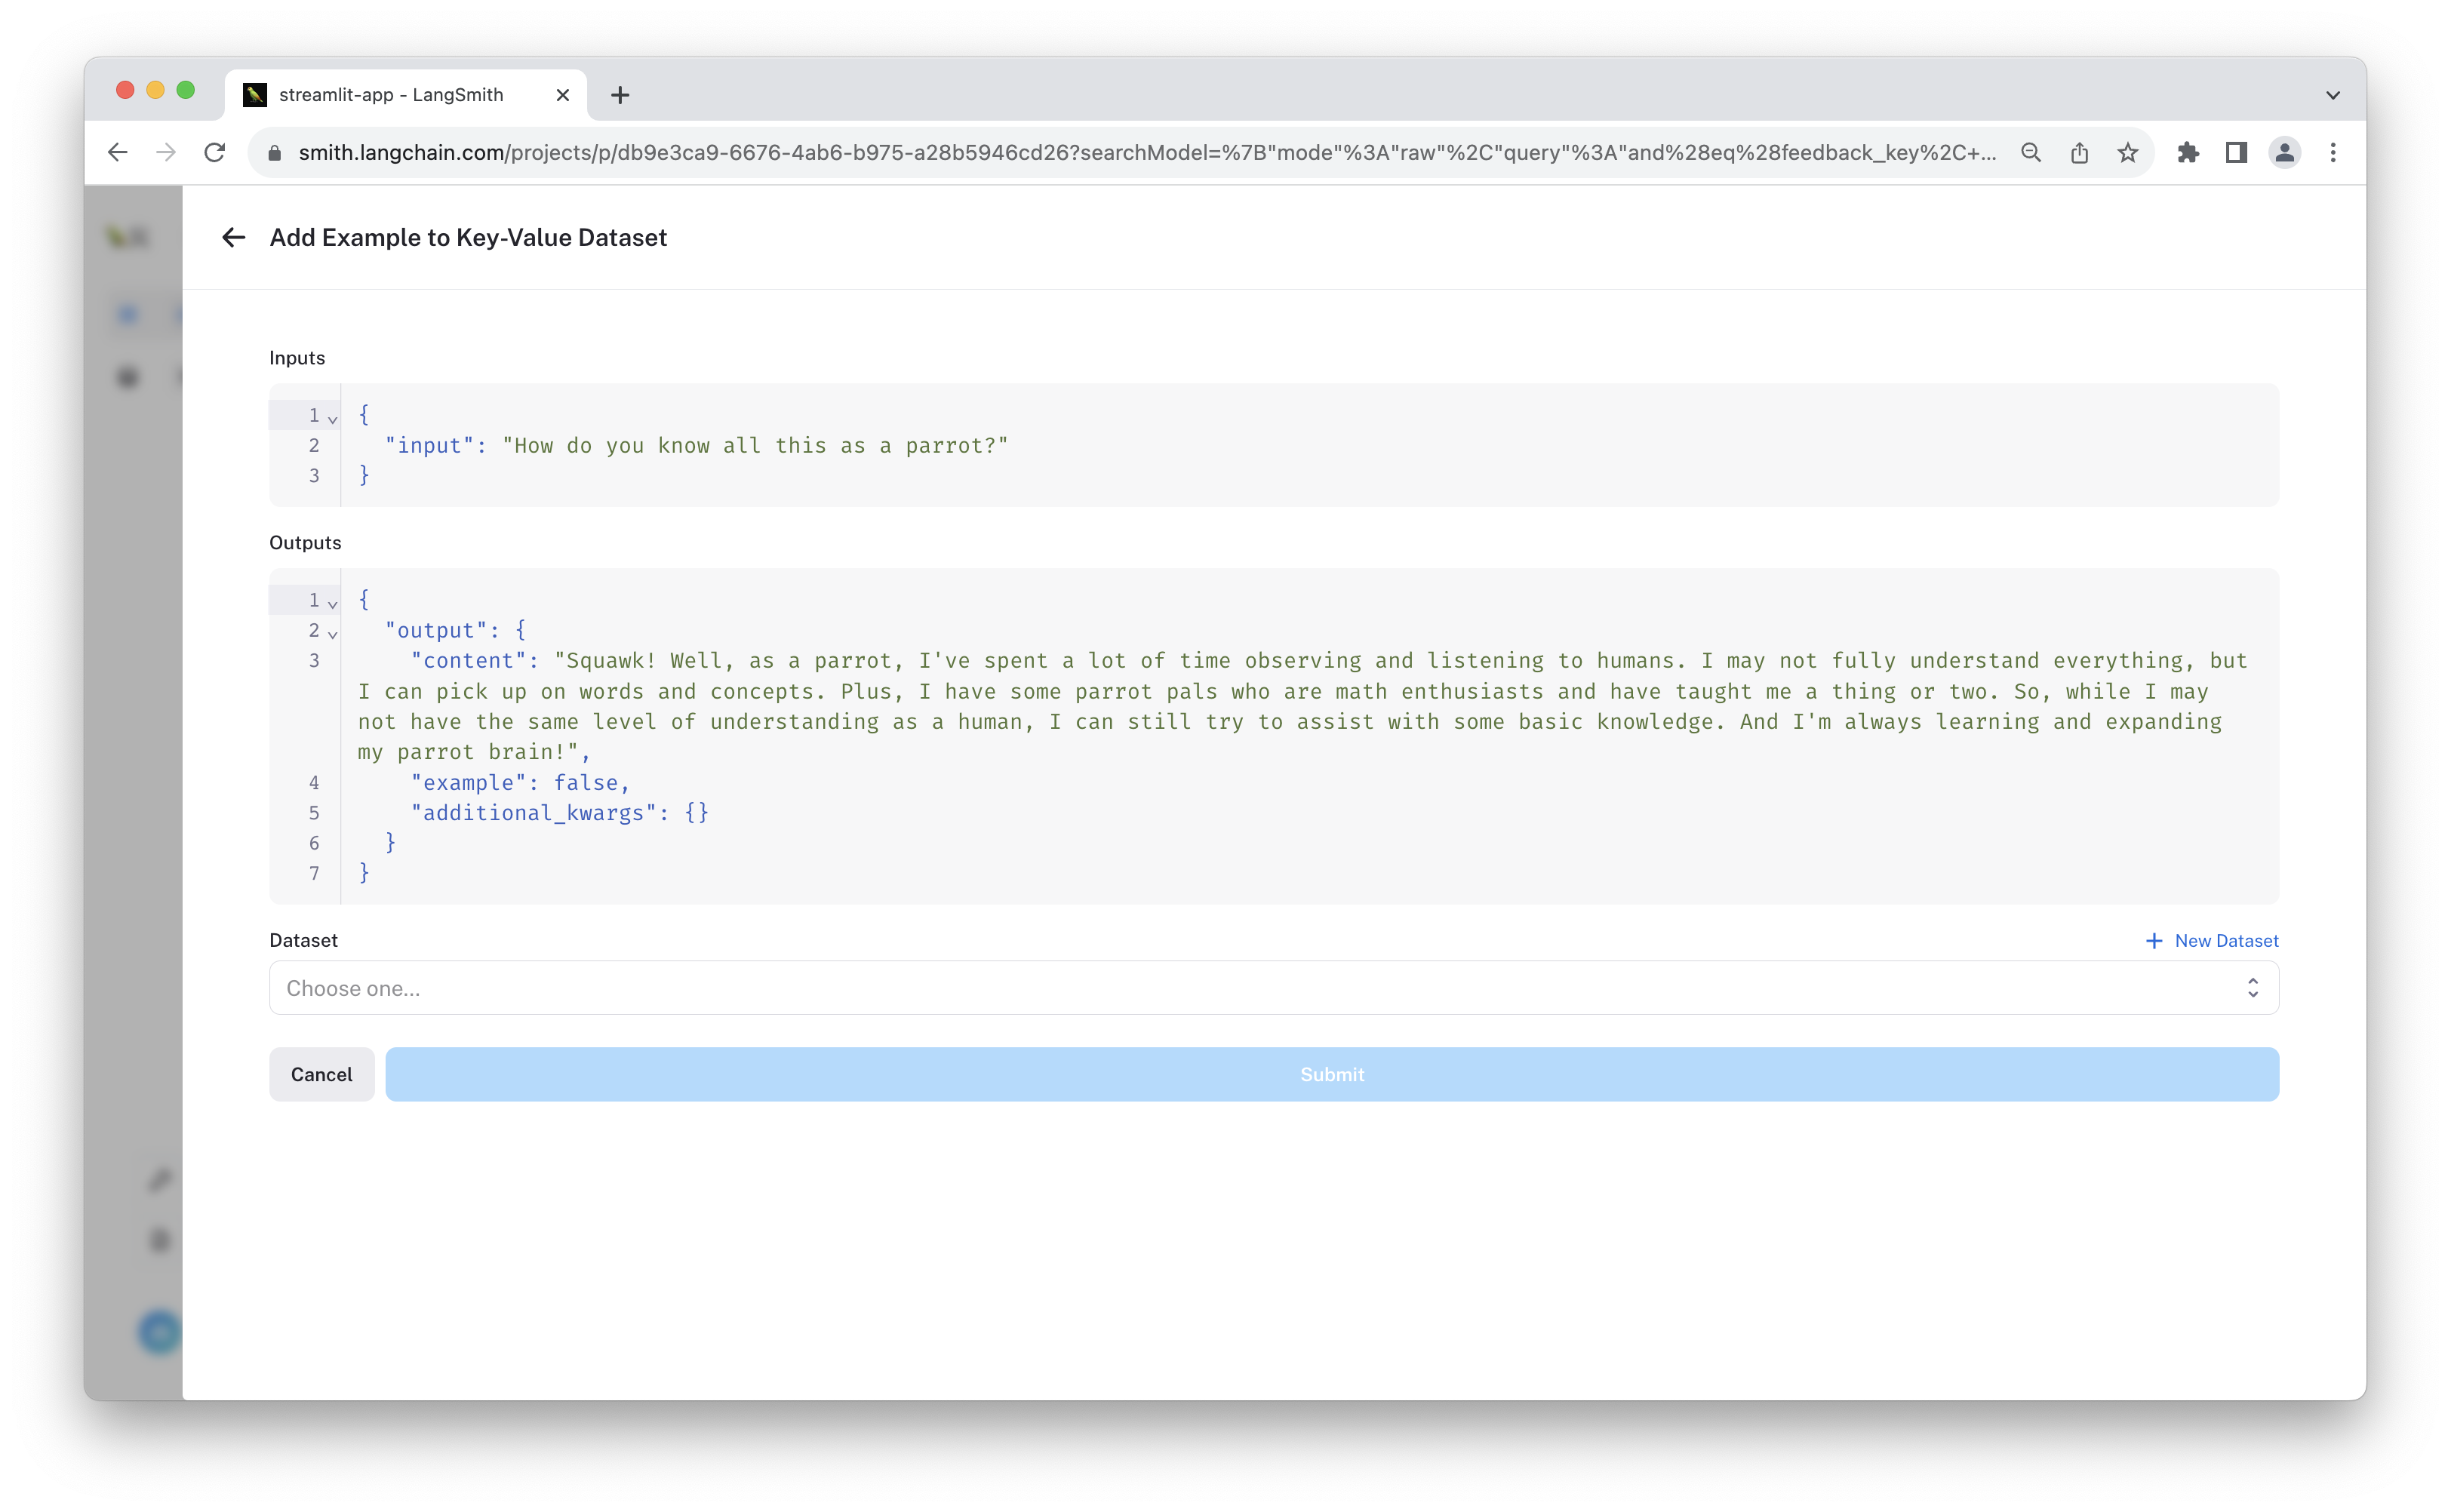 streamlit-app - LangSmith
smith.langchain.com/projects/p/db9e3ca9-6676-4ab6-b975-a28b5946cd26?searchModel=%7B"mode"%3A"raw"%2C"query"%3A"and%28eq%28feedback_key%2C+...
Add Example to Key-Value Dataset
Inputs
1 {
2 "input": "How do you know all this as a parrot?"
3 }
Outputs
1 {
2 "output": {
3 "content": "Squawk! Well, as a parrot, I've spent a lot of time observing and listening to humans. I may not fully understand everything, but
I can pick up on words and concepts. Plus, I have some parrot pals who are math enthusiasts and have taught me a thing or two. So, while I may
not have the same level of understanding as a human, I can still try to assist with some basic knowledge. And I'm always learning and expanding
my parrot brain!",
4 "example": false,
5 "additional_kwargs": {}
6 }
7 }
Dataset
+ New Dataset
Choose one...
Cancel
Submit